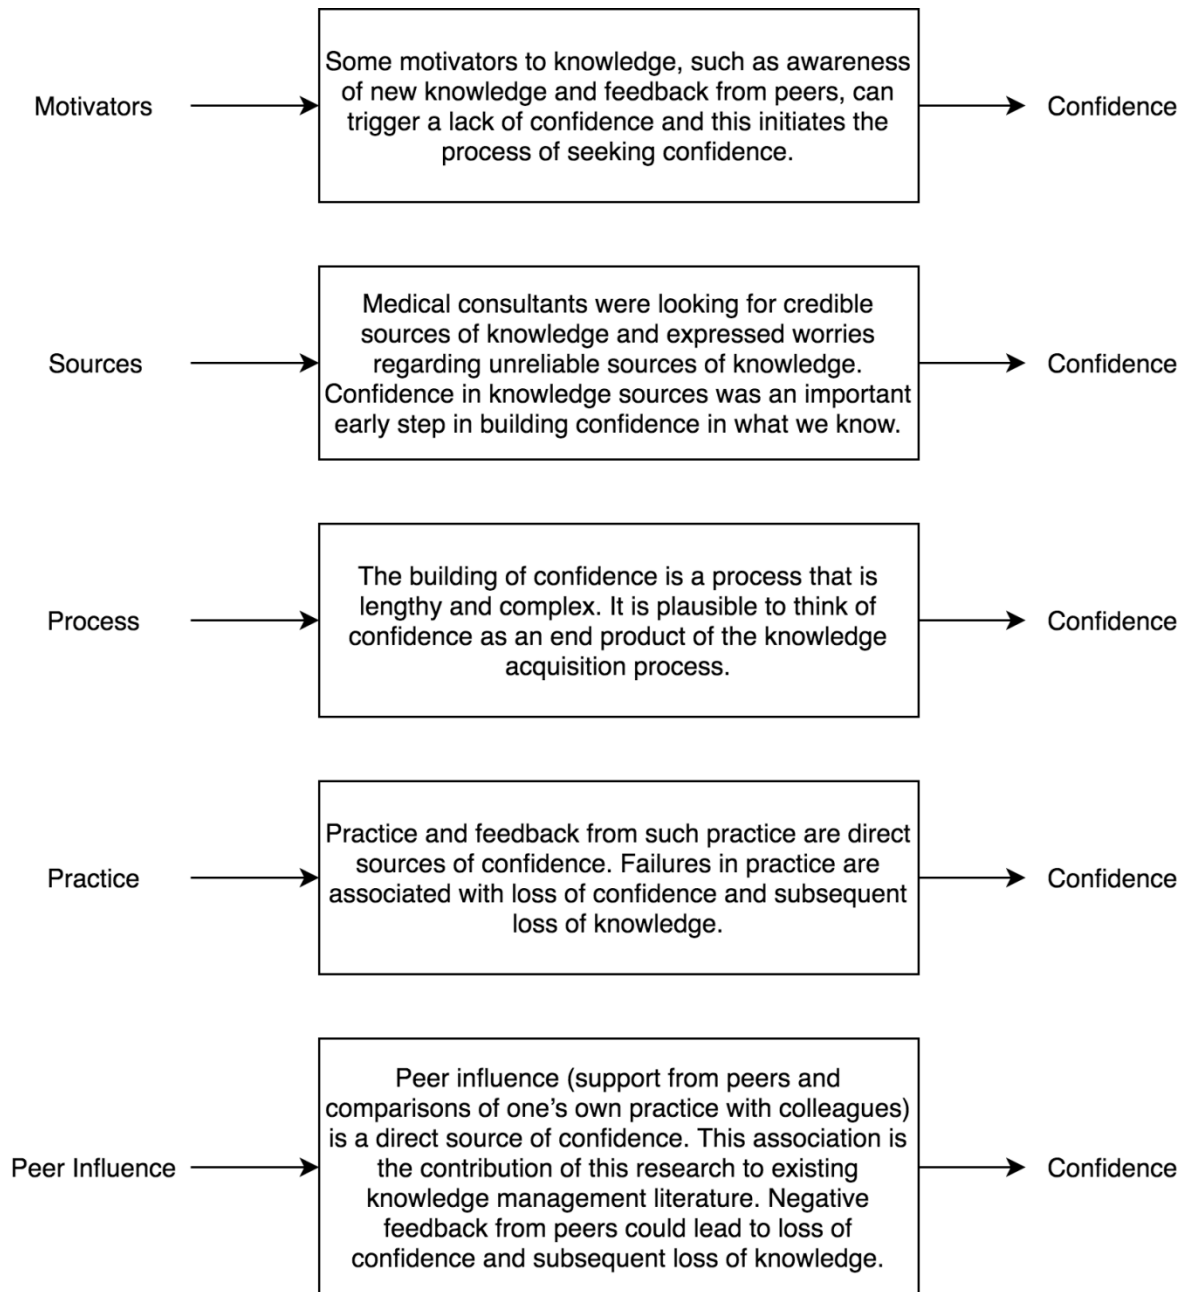 Motivators
Some motivators to knowledge, such as awareness
of new knowledge and feedback from peers, can
trigger a lack of confidence and this initiates the
process of seeking confidence.
Confidence
Sources
Medical consultants were looking for credible
sources of knowledge and expressed worries
regarding unreliable sources of knowledge.
Confidence in knowledge sources was an important
early step in building confidence in what we know.
Confidence
Process
The building of confidence is a process that is
lengthy and complex. It is plausible to think of
confidence as an end product of the knowledge
acquisition process.
Confidence
Practice
Practice and feedback from such practice are direct
sources of confidence. Failures in practice are
associated with loss of confidence and subsequent
loss of knowledge.
Confidence
Peer Influence
Peer influence (support from peers and
comparisons of one’s own practice with colleagues)
is a direct source of confidence. This association is
the contribution of this research to existing
knowledge management literature. Negative
feedback from peers could lead to loss of
confidence and subsequent loss of knowledge.
Confidence